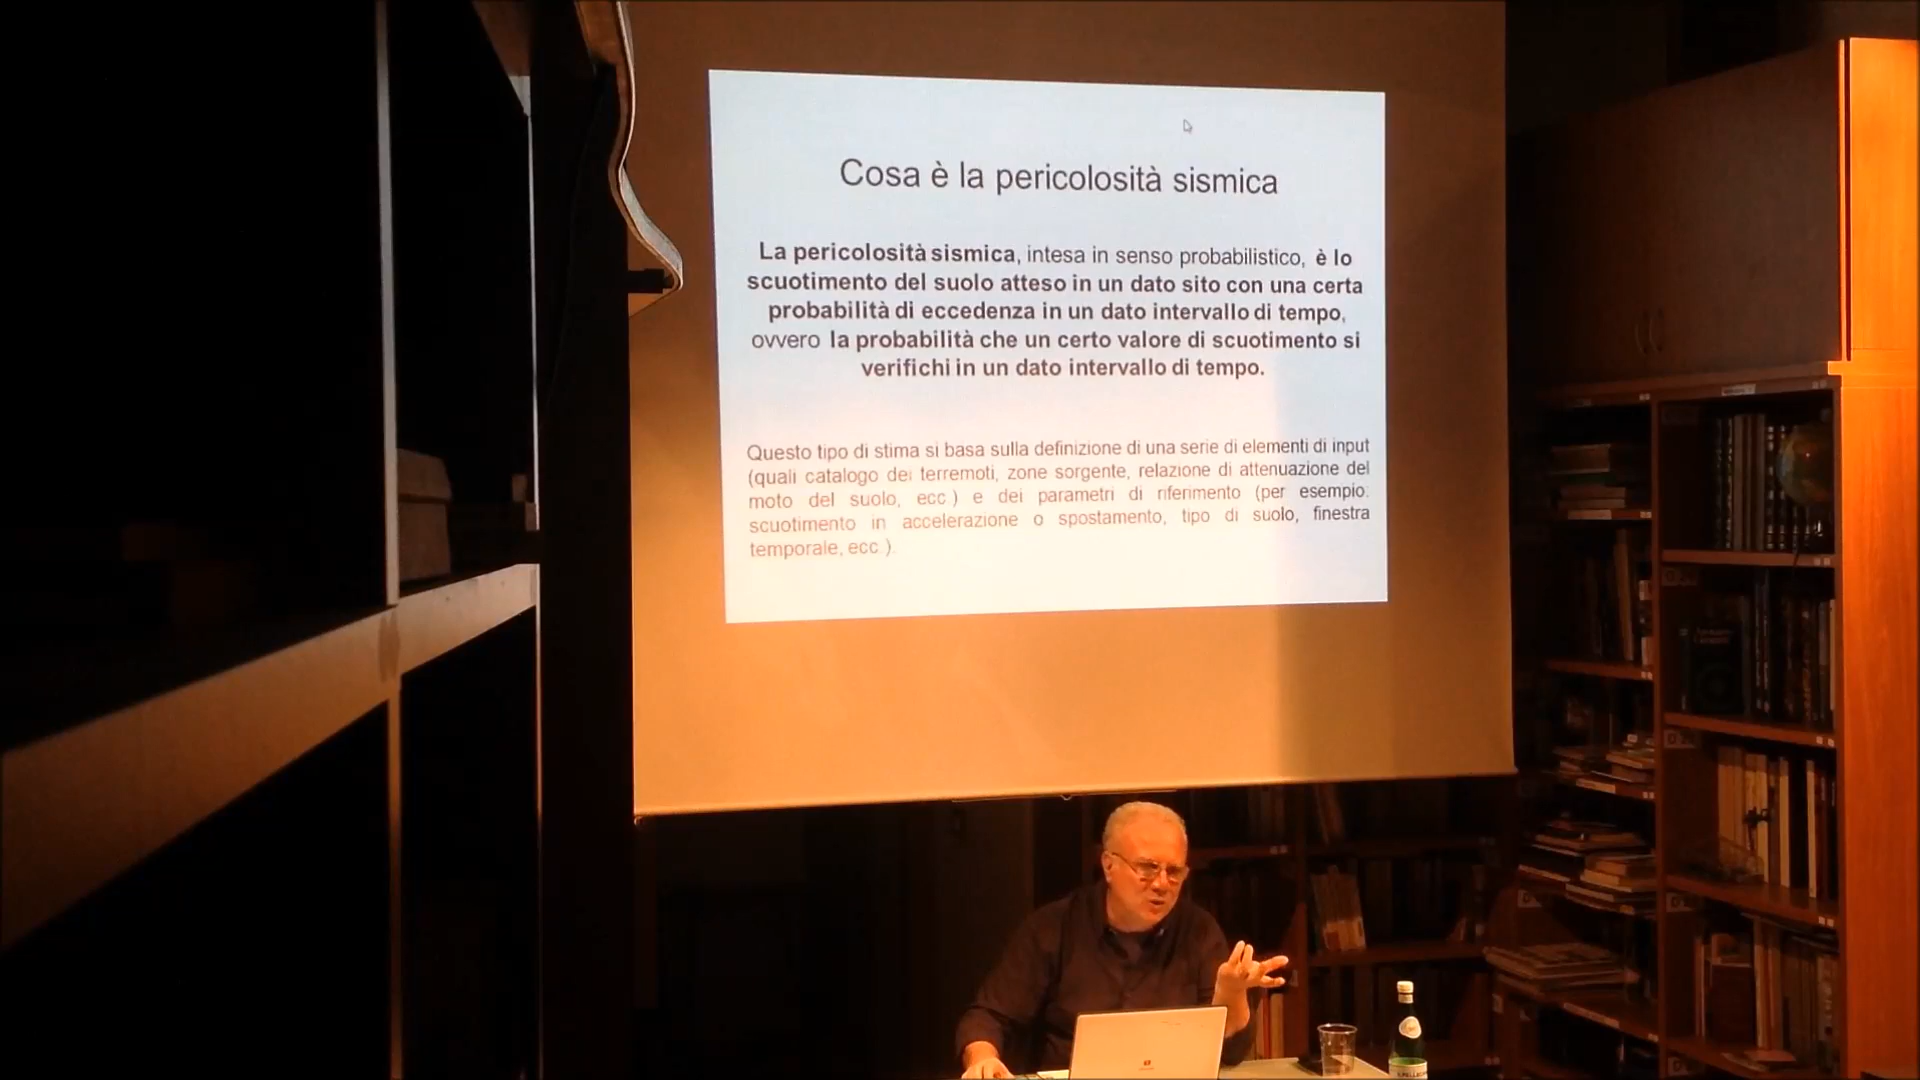 Cosa è la pericolosità sismica
La pericolosità sismica, intesa in senso probabilistico, è lo
scuotimento del suolo atteso in un dato sito con una certa
probabilità di eccedenza in un dato intervallo di tempo,
ovvero la probabilità che un certo valore di scuotimento si
verifichi in un dato intervallo di tempo.
Questo tipo di stima si basa sulla definizione di una serie di elementi di input
(quali catalogo dei terremoti, zone sorgente, relazione di attenuazione del
moto del suolo, ecc.) e dei parametri di riferimento (per esempio:
scuotimento in accelerazione o spostamento, tipo di suolo, finestra
temporale, ecc.).